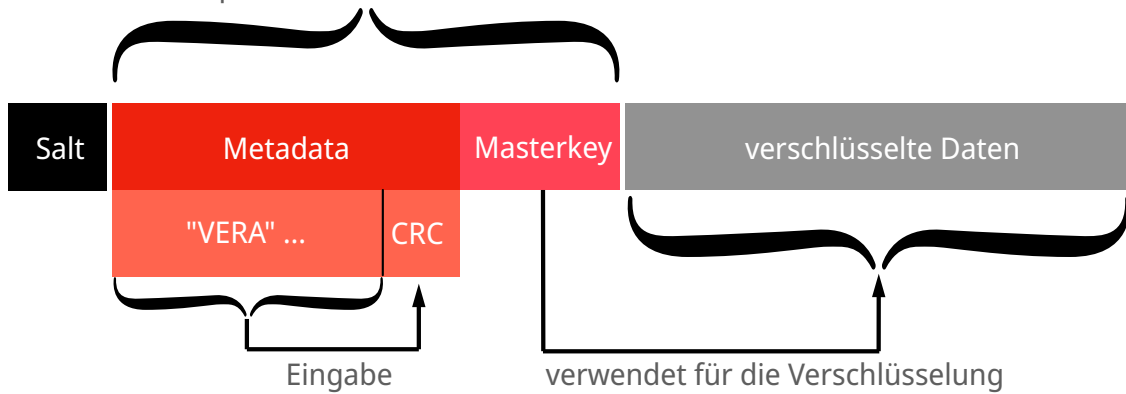 Salt
Metadata
Masterkey
verschlüsselte Daten
"VERA" ...
CRC
Eingabe
verwendet für die Verschlüsselung